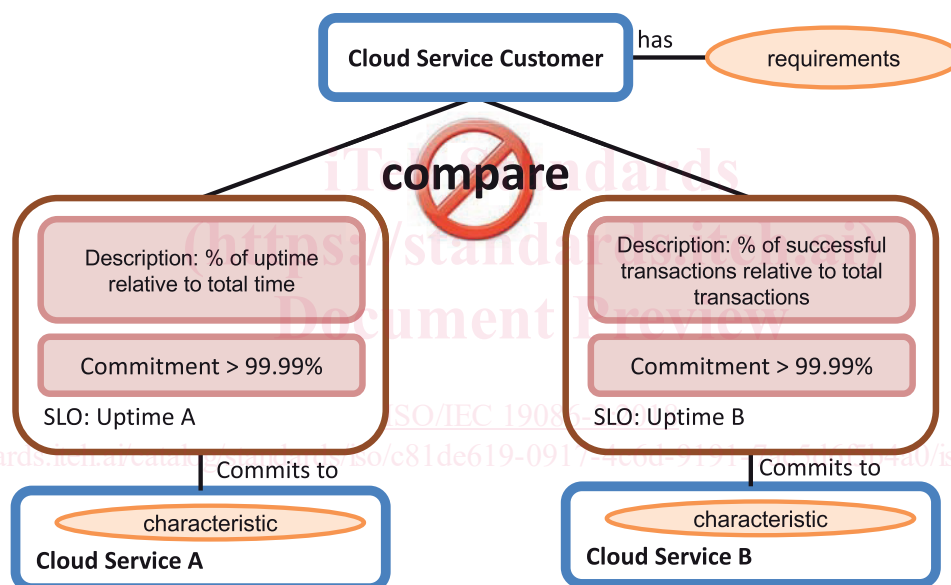 Cloud Service Customer
has
requirements
iTeh Standards
compare
(https://standards.iteh.ai)
Document Preview
Description: % of uptime
relative to total time
Description: % of successful
transactions relative to total
transactions
Commitment > 99.99%
Commitment > 99.99%
SLO: Uptime A
SLO: Uptime B
ISO/IEC 19086-
Commits to
Commits to
characteristic
characteristic
Cloud Service A
Cloud Service B